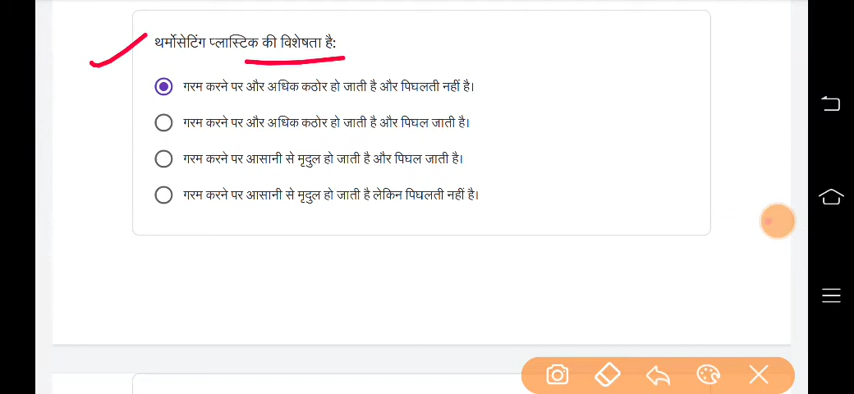 थर्मोसेटिंग प्लास्टिक की विशेषता है:
गरम करने पर और अधिक कठोर हो जाती है और पिघलती नहीं है।
गरम करने पर और अधिक कठोर हो जाती है और पिघल जाती है।
गरम करने पर आसानी से मृदुल हो जाती है और पिघल जाती है।
गरम करने पर आसानी से मृदुल हो जाती है लेकिन पिघलती नहीं है।